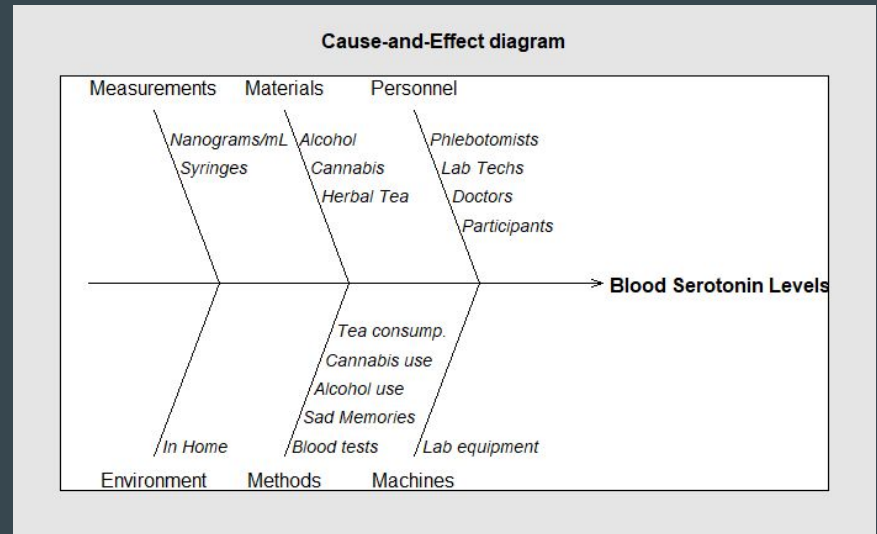 Cause-and-Effect diagram
Measurements Materials Personnel
Nanograms/mL Alcohol Phlebotomists
Syringes Cannabis Lab Techs
Herbal Tea Doctors
Participants
Blood Serotonin Levels
Tea consump.
Cannabis use
Alcohol use
Sad Memories
In Home Blood tests Lab equipment
Environment Methods Machines